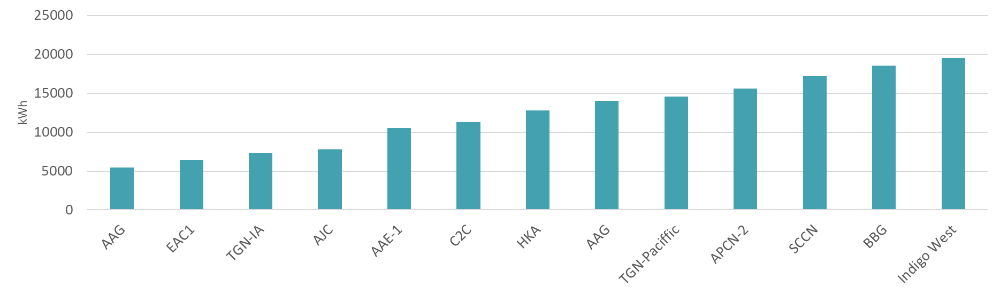 25000
20000
15000
10000
5000
0
kWh
AAG
EAC1
TGN-IA
AJC
AAE-1
C2C
HKA
AAG
TGN-Paciffic
APCN-2
SCCN
BBG
Indigo West